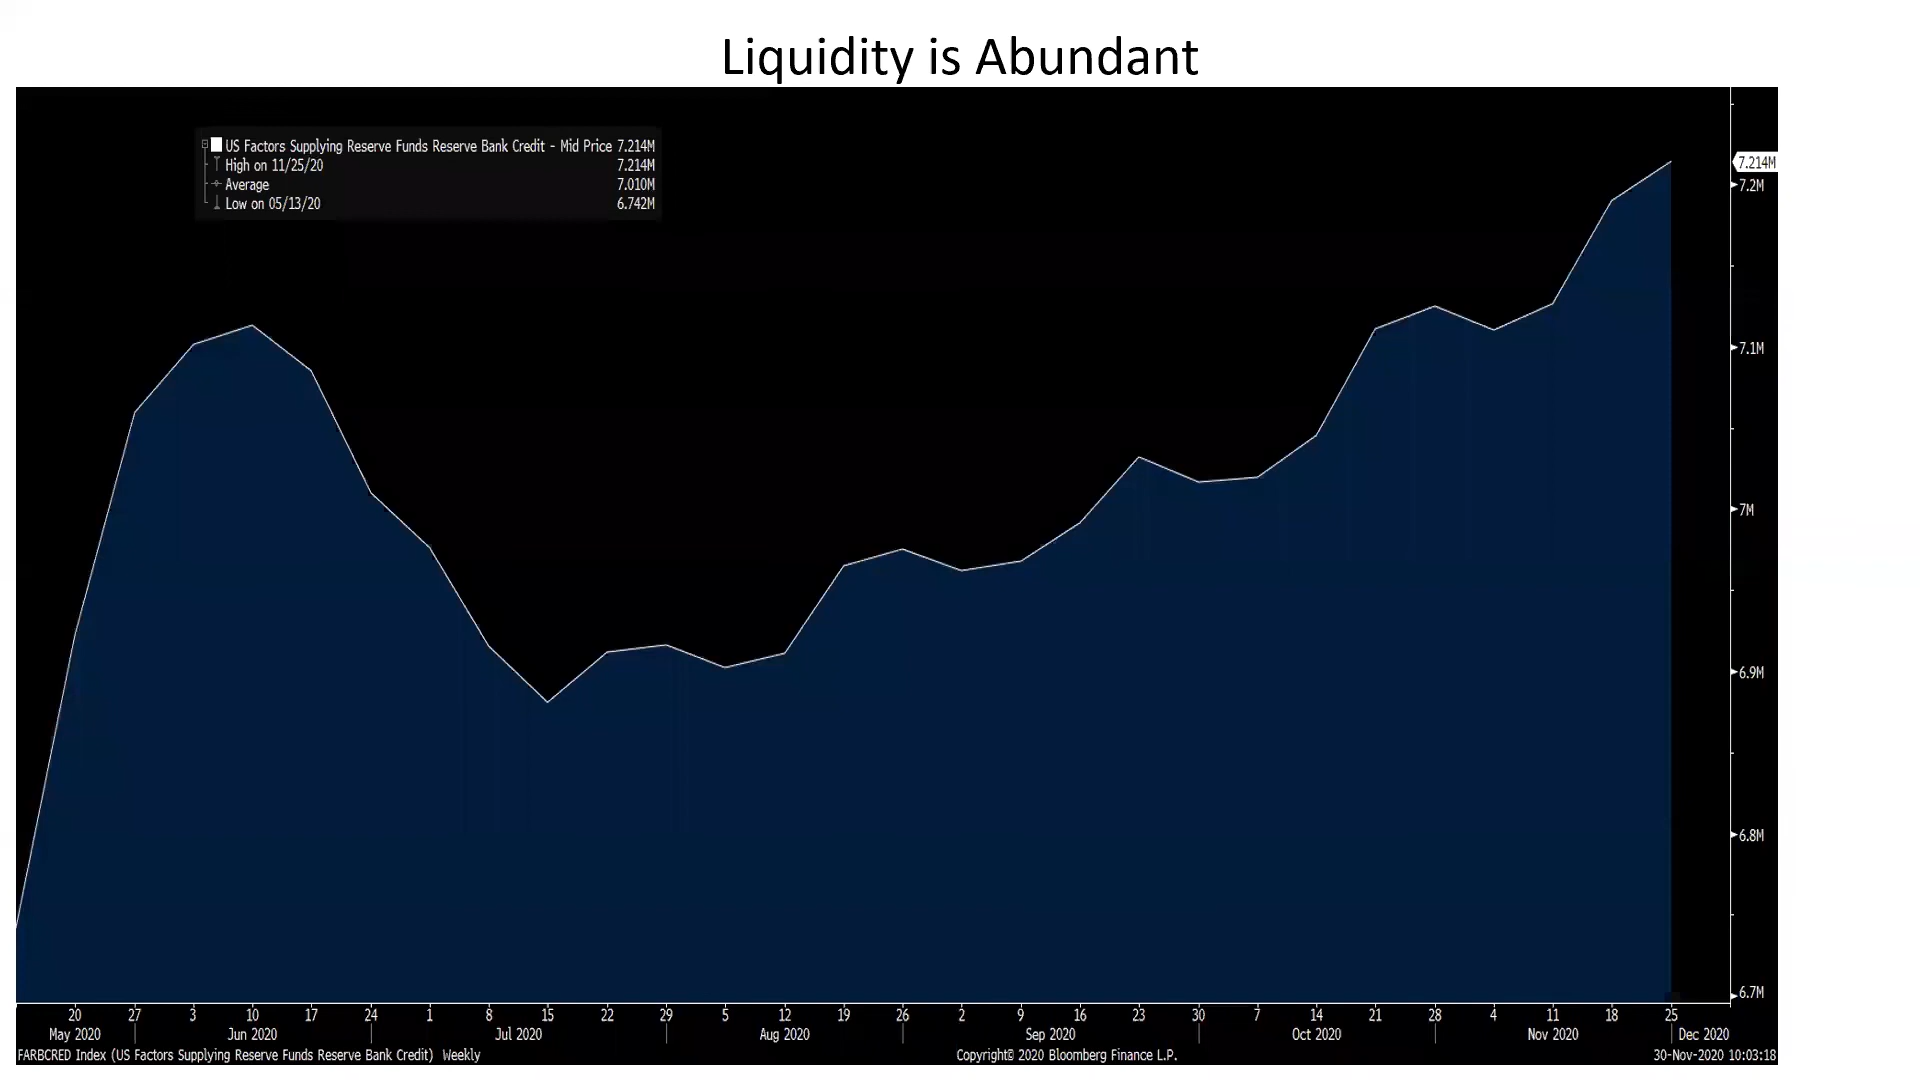 Liquidity is Abundant
US Factors Supplying Reserve Funds Reserve Bank Credit - Mid Price 7.214M
High on 11/25/20 7.214M
Average 7.010M
Low on 05/13/20 6.742M
7.214M
7.2M
7.1M
7M
6.9M
6.8M
6.7M
20 27 3 10 17 24 1 8 15 22 29 5 12 19 26 2 9 16 23 30 7 14 21 28 4 11 18 25
May 2020 Jun 2020 Jul 2020 Aug 2020 Sep 2020 Oct 2020 Nov 2020 Dec 2020
FARBCRED Index (US Factors Supplying Reserve Funds Reserve Bank Credit) Weekly Copyright© 2020 Bloomberg Finance L.P. 30-Nov-2020 10:03:18